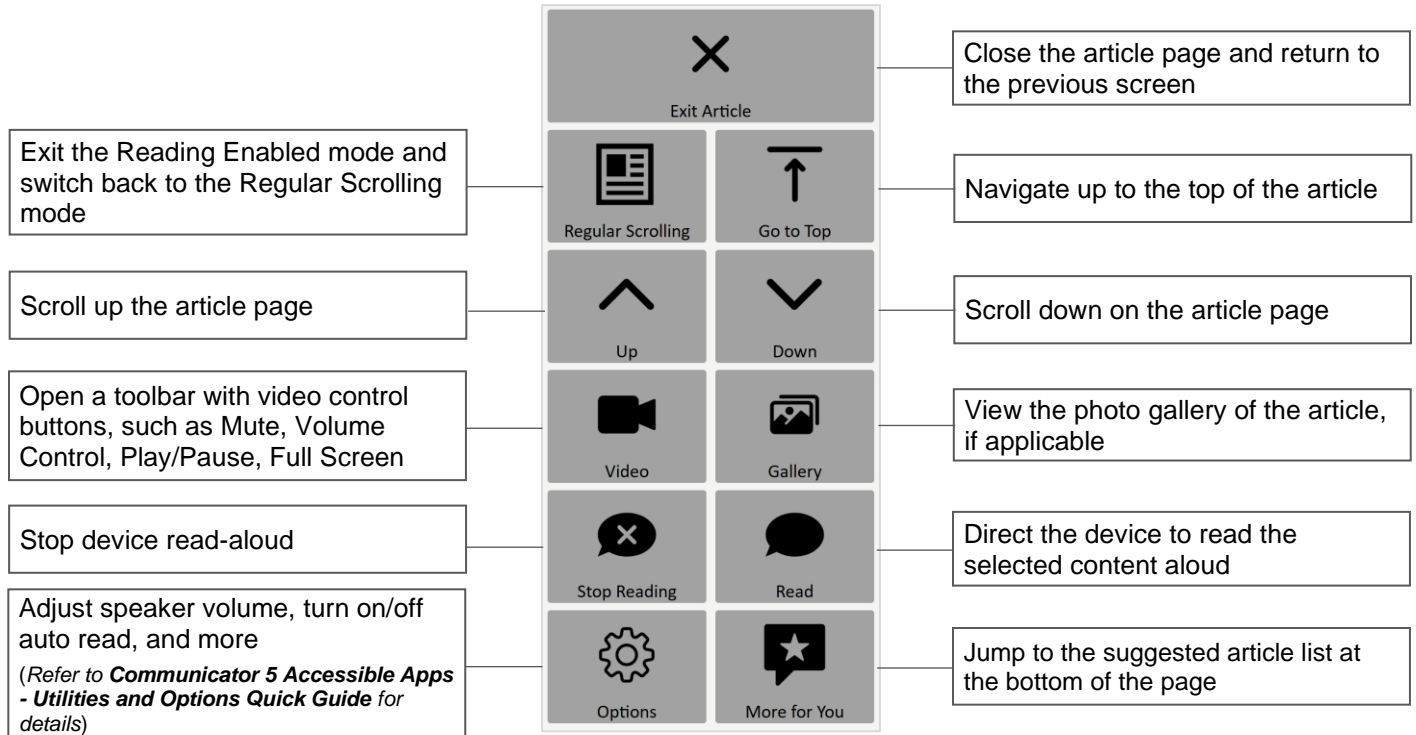 Exit Article
Close the article page and return to
the previous screen
Exit the Reading Enabled mode and
switch back to the Regular Scrolling
mode
Regular Scrolling
Go to Top
Navigate up to the top of the article
Scroll up the article page
Up
Down
Scroll down on the article page
Open a toolbar with video control
buttons, such as Mute, Volume
Control, Play/Pause, Full Screen
Video
Gallery
View the photo gallery of the article,
if applicable
Stop device read-aloud
Stop Reading
Read
Direct the device to read the
selected content aloud
Adjust speaker volume, turn on/off
auto read, and more
(Refer to Communicator 5 Accessible Apps
- Utilities and Options Quick Guide for
details)
Options
More for You
Jump to the suggested article list at
the bottom of the page